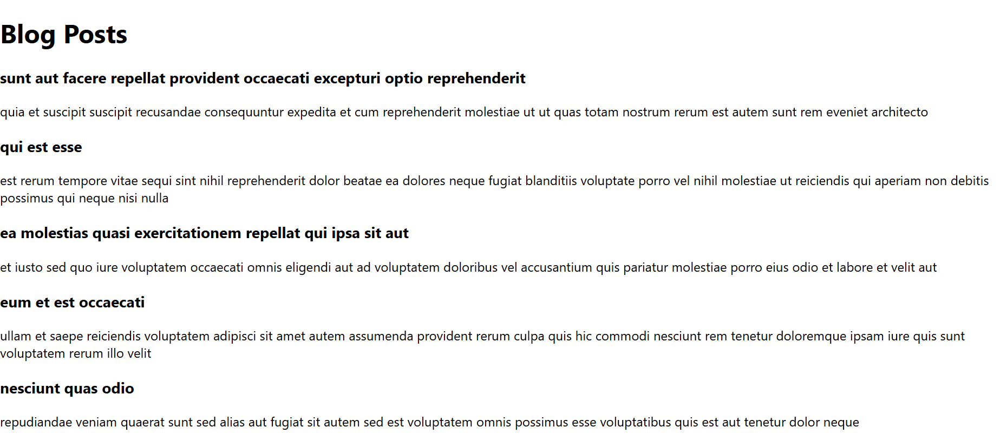 Blog Posts
sunt aut facere repellat provident occaecati excepturi optio reprehenderit
quia et suscipit suscipit recusandae consequuntur expedita et cum reprehenderit molestiae ut ut quas totam nostrum rerum est autem sunt rem eveniet architecto
qui est esse
est rerum tempore vitae sequi sint nihil reprehenderit dolor beatae ea dolores neque fugiat blanditiis voluptate porro vel nihil molestiae ut reiciendis qui aperiam non debitis
possimus qui neque nisi nulla
ea molestias quasi exercitationem repellat qui ipsa sit aut
et iusto sed quo iure voluptatem occaecati omnis eligendi aut ad voluptatem doloribus vel accusantium quis pariatur molestiae porro eius odio et labore et velit aut
eum et est occaecati
ullam et saepe reiciendis voluptatem adipisci sit amet autem assumenda provident rerum culpa quis hic commodi nesciunt rem tenetur doloremque ipsam iure quis sunt
voluptatem rerum illo velit
nesciunt quas odio
repudiandae veniam quaerat sunt sed alias aut fugiat sit autem sed est voluptatem omnis possimus esse voluptatibus quis est aut tenetur dolor neque